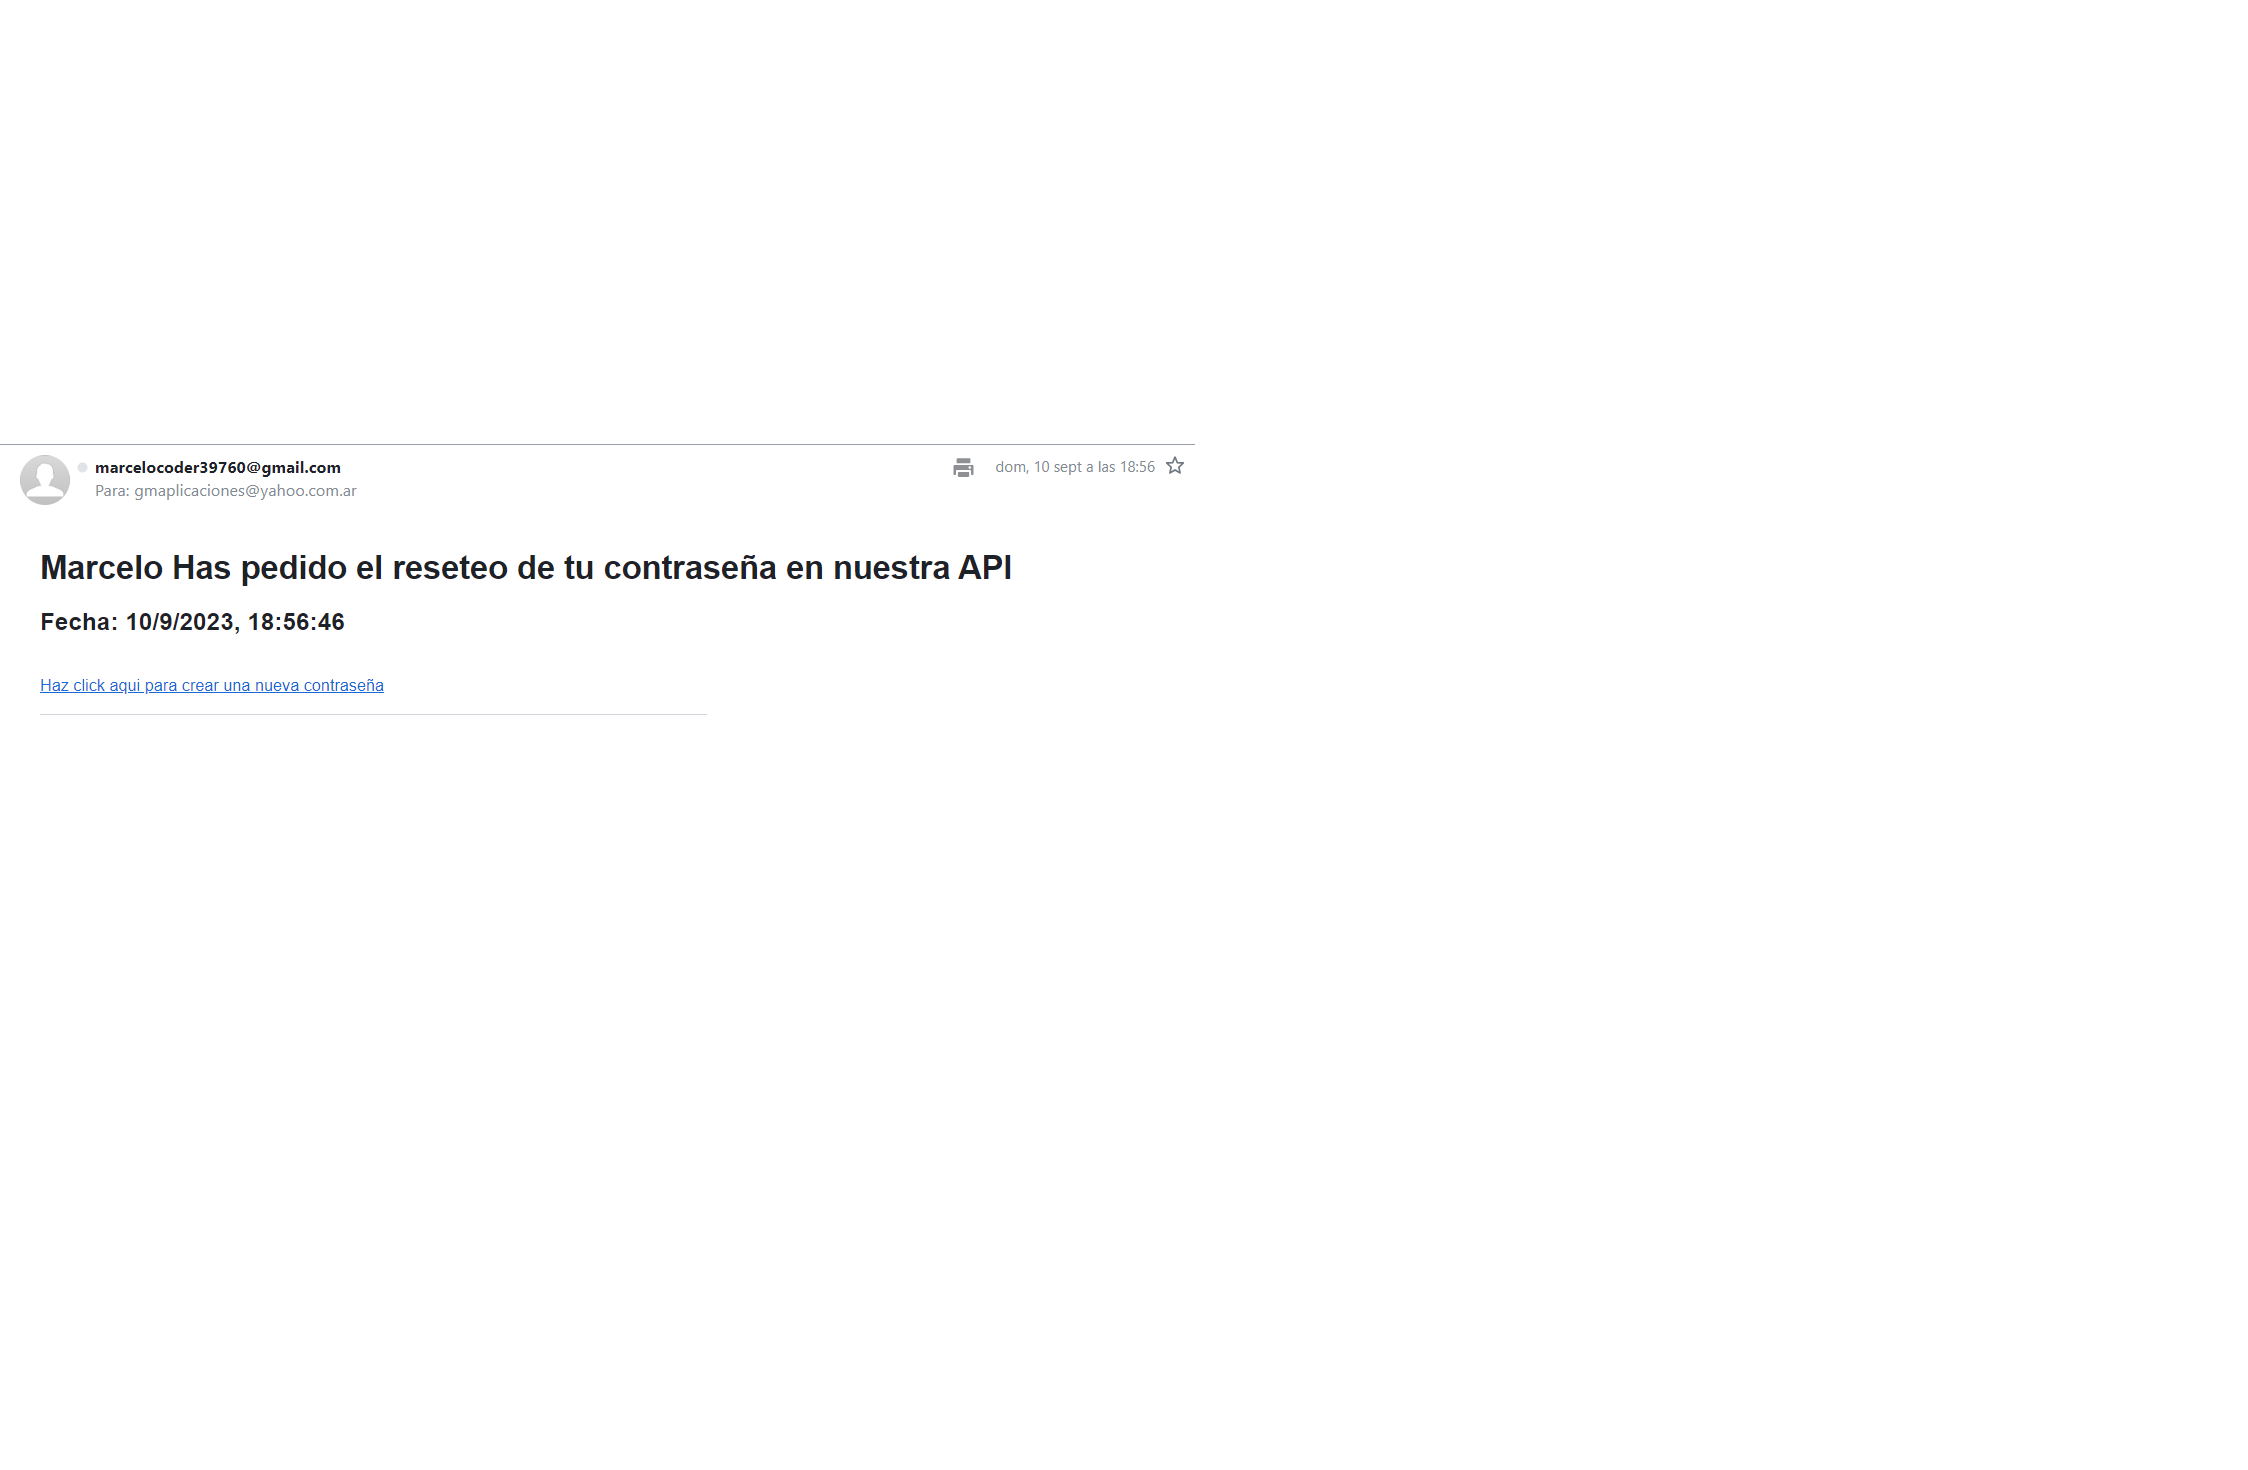 marcelocoder39760@gmail.com
dom, 10 sept a las 18:56
Para: gmaplicaciones@yahoo.com.ar
Marcelo Has pedido el reseteo de tu contraseña en nuestra API
Fecha: 10/9/2023, 18:56:46
Haz click aqui para crear una nueva contraseña